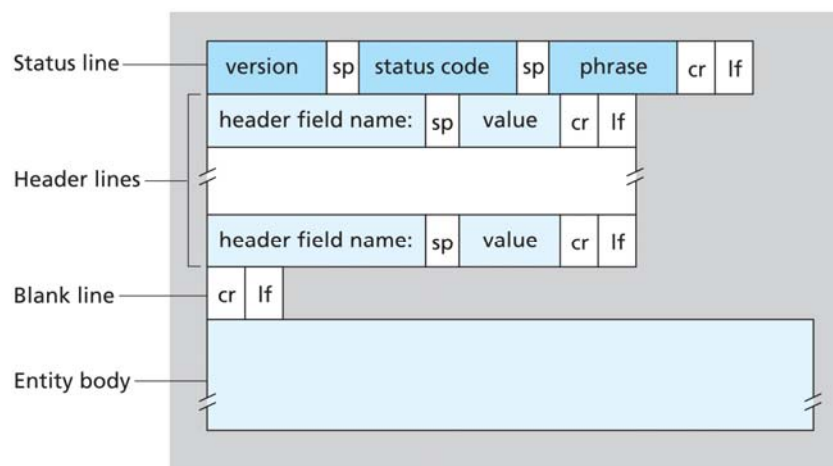 Status line version sp status code sp phrase cr lf
header field name: sp value cr lf
Header lines
header field name: sp value cr lf
Blank line cr lf
Entity body